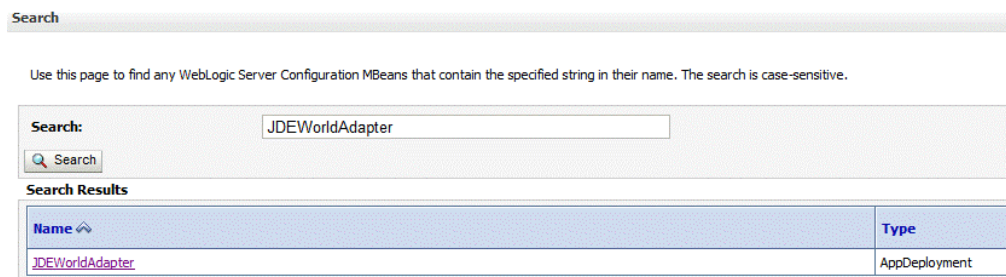 Search
Use this page to find any WebLogic Server Configuration MBeans that contain the specified string in their name. The search is case-sensitive.
Search: JDEWorldAdapter
Search
Search Results
Name Type
JDEWorldAdapter AppDeployment